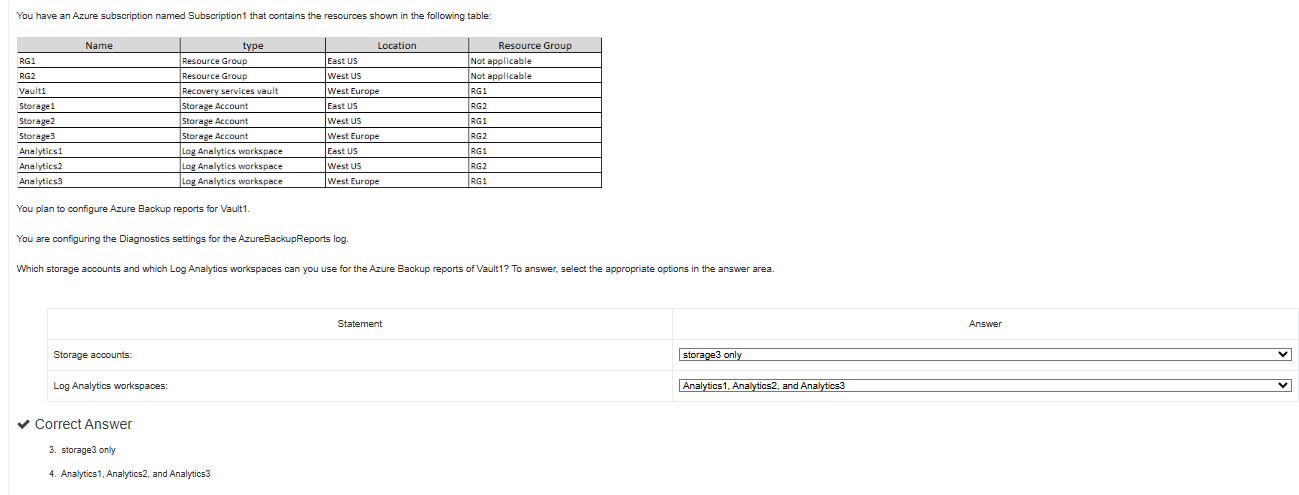 You have an Azure subscription named Subscription1 that contains the resources shown in the following table:
Name type Location Resource Group
RG1 Resource Group East US Not applicable
RG2 Resource Group West US Not applicable
Vault1 Recovery services vault West Europe RG1
Storage1 Storage Account East US RG2
Storage2 Storage Account West US RG1
Storage3 Storage Account West Europe RG2
Analytics1 Log Analytics workspace East US RG1
Analytics2 Log Analytics workspace West US RG2
Analytics3 Log Analytics workspace West Europe RG1
You plan to configure Azure Backup reports for Vault1.
You are configuring the Diagnostics settings for the AzureBackupReports log.
Which storage accounts and which Log Analytics workspaces can you use for the Azure Backup reports of Vault1? To answer, select the appropriate options in the answer area.
Statement Answer
Storage accounts: storage3 only
Log Analytics workspaces: Analytics1, Analytics2, and Analytics3
Correct Answer
3. storage3 only
4. Analytics1, Analytics2, and Analytics3